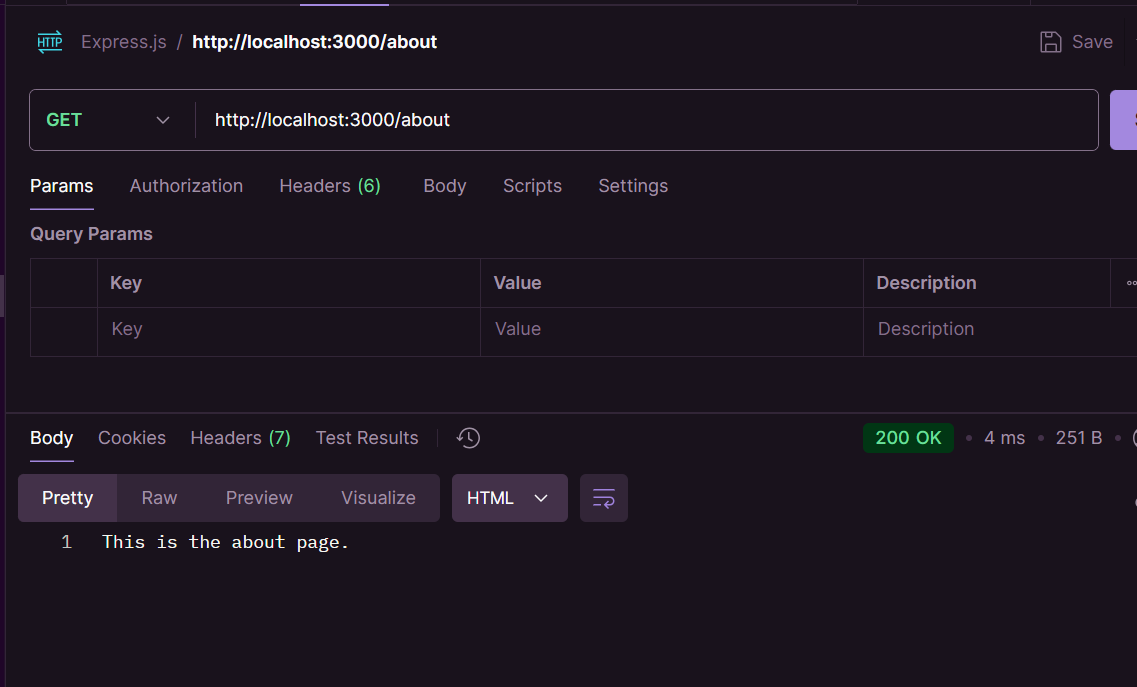 HTTP Express.js / http://localhost:3000/about Save
GET http://localhost:3000/about
Params Authorization Headers (6) Body Scripts Settings
Query Params
Key Value Description
Key Value Description
Body Cookies Headers (7) Test Results 200 OK • 4 ms • 251 B •
Pretty Raw Preview Visualize HTML
1 This is the about page.